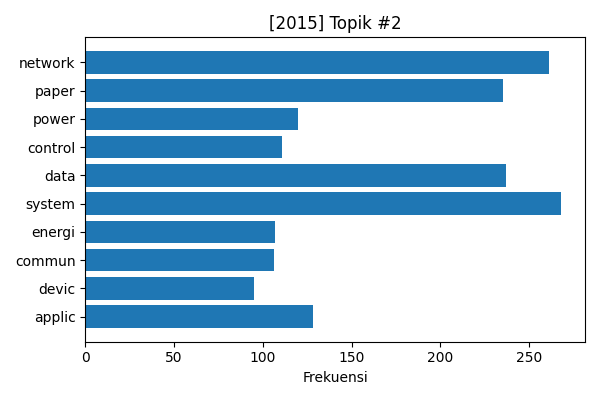 [2015] Topik #2
network
paper
power
control
data
system
energi
commun
devic
applic
0 50 100 150 200 250
Frekuensi